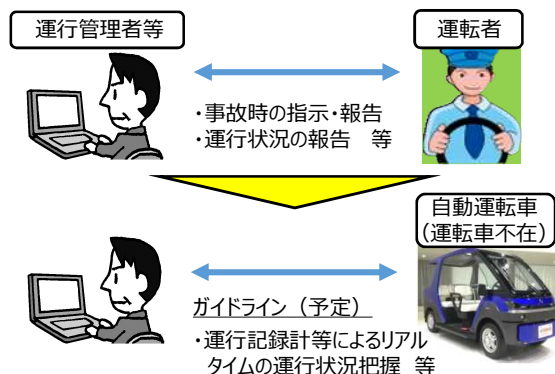 運行管理者等
運転者
・事故時の指示・報告
・運行状況の報告 等
自動運転車
(運転車不在)
ガイドライン(予定)
・運行記録計等によるリアル
タイムの運行状況把握 等